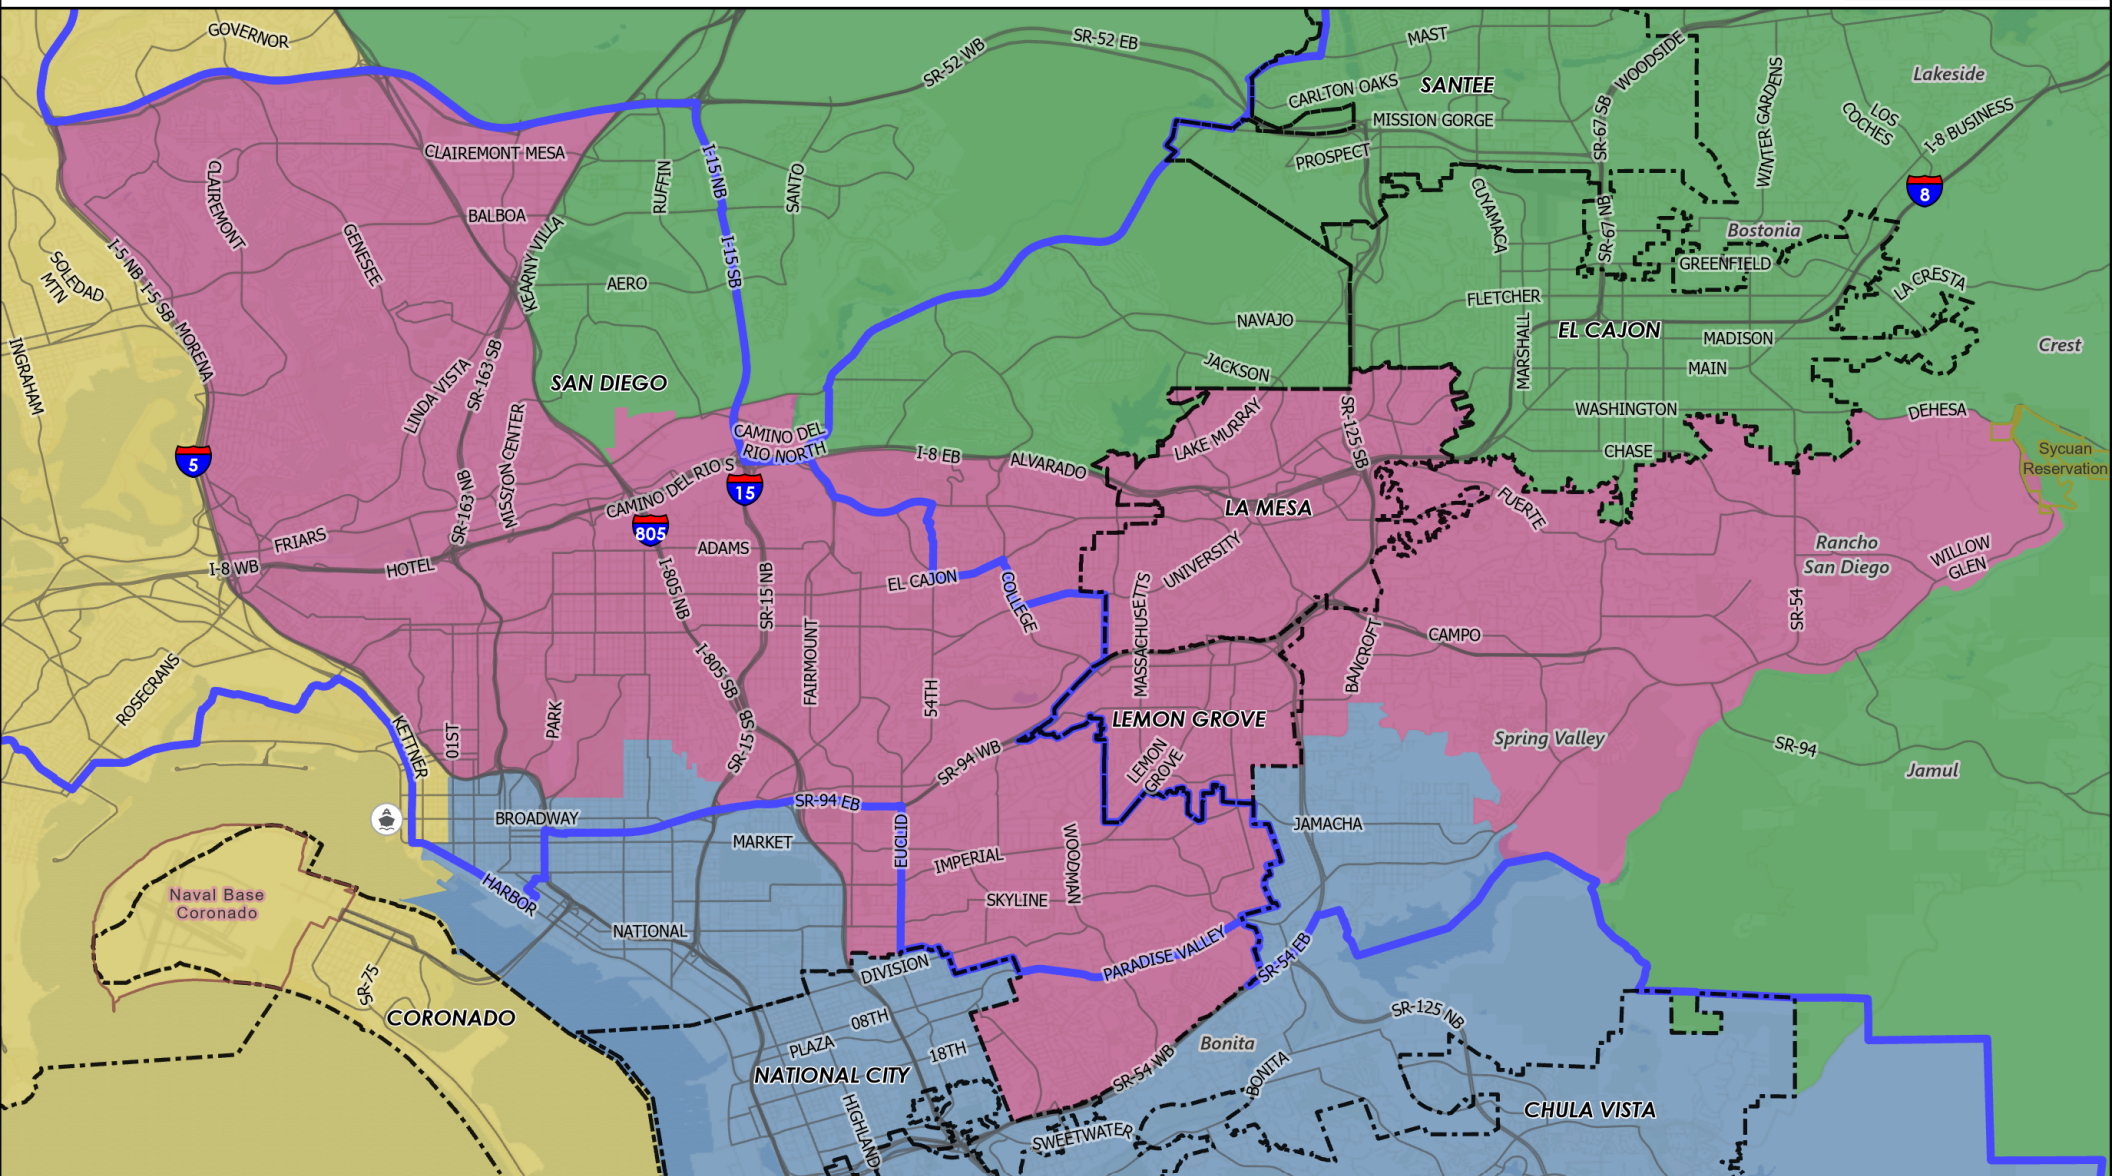 GOVERNOR
SR-52 WB
SR-52 EB
MAST
WOODSIDE
SANTEE
CARLTON OAKS
MISSION GORGE
PROSPECT
SR-67 SB
WINTER GARDENS
LOS
COCHES
I-8 BUSINESS
Lakeside
8
CLAIREMONT MESA
CLAIREMONT
GENESEE
BALBOA
KEARNY VILLA
RUFFIN
I-15 NB
SANTO
I-15 SB
AERO
CUYAMACA
SR-67 NB
Bostonia
GREENFIELD
LA CRESTA
SOLEDAD
MTN
I-5 NB
I-5 SB
MORENA
INGRAHAM
NAVAJO
FLETCHER
MARSHALL
EL CAJON
MADISON
MAIN
Crest
JACKSON
SAN DIEGO
LINDA VISTA
SR-163 SB
MISSION CENTER
SR-163 NB
CAMINO DEL
RIO NORTH
CAMINO DEL RIO S
I-8 EB
ALVARADO
LAKE MURRAY
SR-125 SB
WASHINGTON
CHASE
DEHESA
Sycuan
Reservation
5
15
805
LA MESA
FUERTE
FRIARS
I-8 WB
HOTEL
ADAMS
I-805 NB
SR-15 NB
EL CAJON
COLLEGE
UNIVERSITY
MASSACHUSETTS
Rancho
San Diego
WILLOW
GLEN
SR-54
CAMPO
BANCROFT
ROSECRANS
KETTNER
01ST
PARK
I-805 SB
SR-15 SB
FAIRMOUNT
54TH
SR-94 WB
LEMON GROVE
LEMON
GROVE
Spring Valley
SR-94
Jamul
BROADWAY
SR-94 EB
MARKET
EUCLID
IMPERIAL
WOODMAN
JAMACHA
Naval Base
Coronado
HARBOR
NATIONAL
SKYLINE
DIVISION
PARADISE VALLEY
SR-54 EB
SR-75
CORONADO
08TH
PLAZA
18TH
NATIONAL CITY
HIGHLAND
SR-54 WB
Bonita
BONITA
SR-125 NB
SWEETWATER
CHULA VISTA